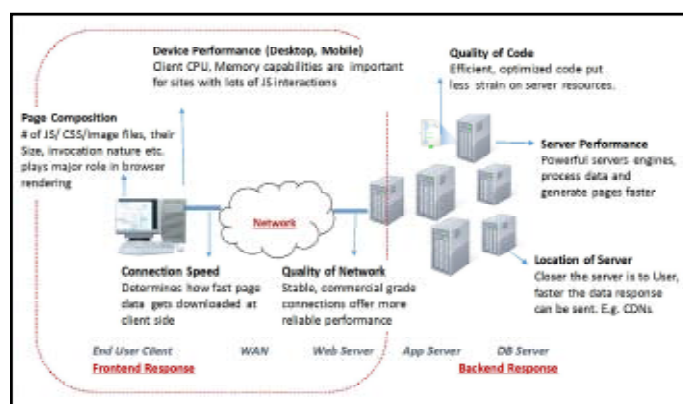 Device Performance (Desktop, Mobile)
Client CPU, Memory capabilities are important
for sites with lots of JS interactions
Quality of Code
Efficient, optimized code put
less strain on server resources.
Page Composition
# of JS/ CSS/Image files, their
Size, invocation nature etc.
plays major role in browser
rendering
Server Performance
Powerful servers engines,
process data and
generate pages faster
Network
Connection Speed
Determines how fast page
data gets downloaded at
client side
Quality of Network
Stable, commercial grade
connections offer more
reliable performance
Location of Server
Closer the server is to User,
faster the data response
can be sent. E.g. CDNs
End User Client
WAN
Web Server
App Server
DB Server
Frontend Response
Backend Response